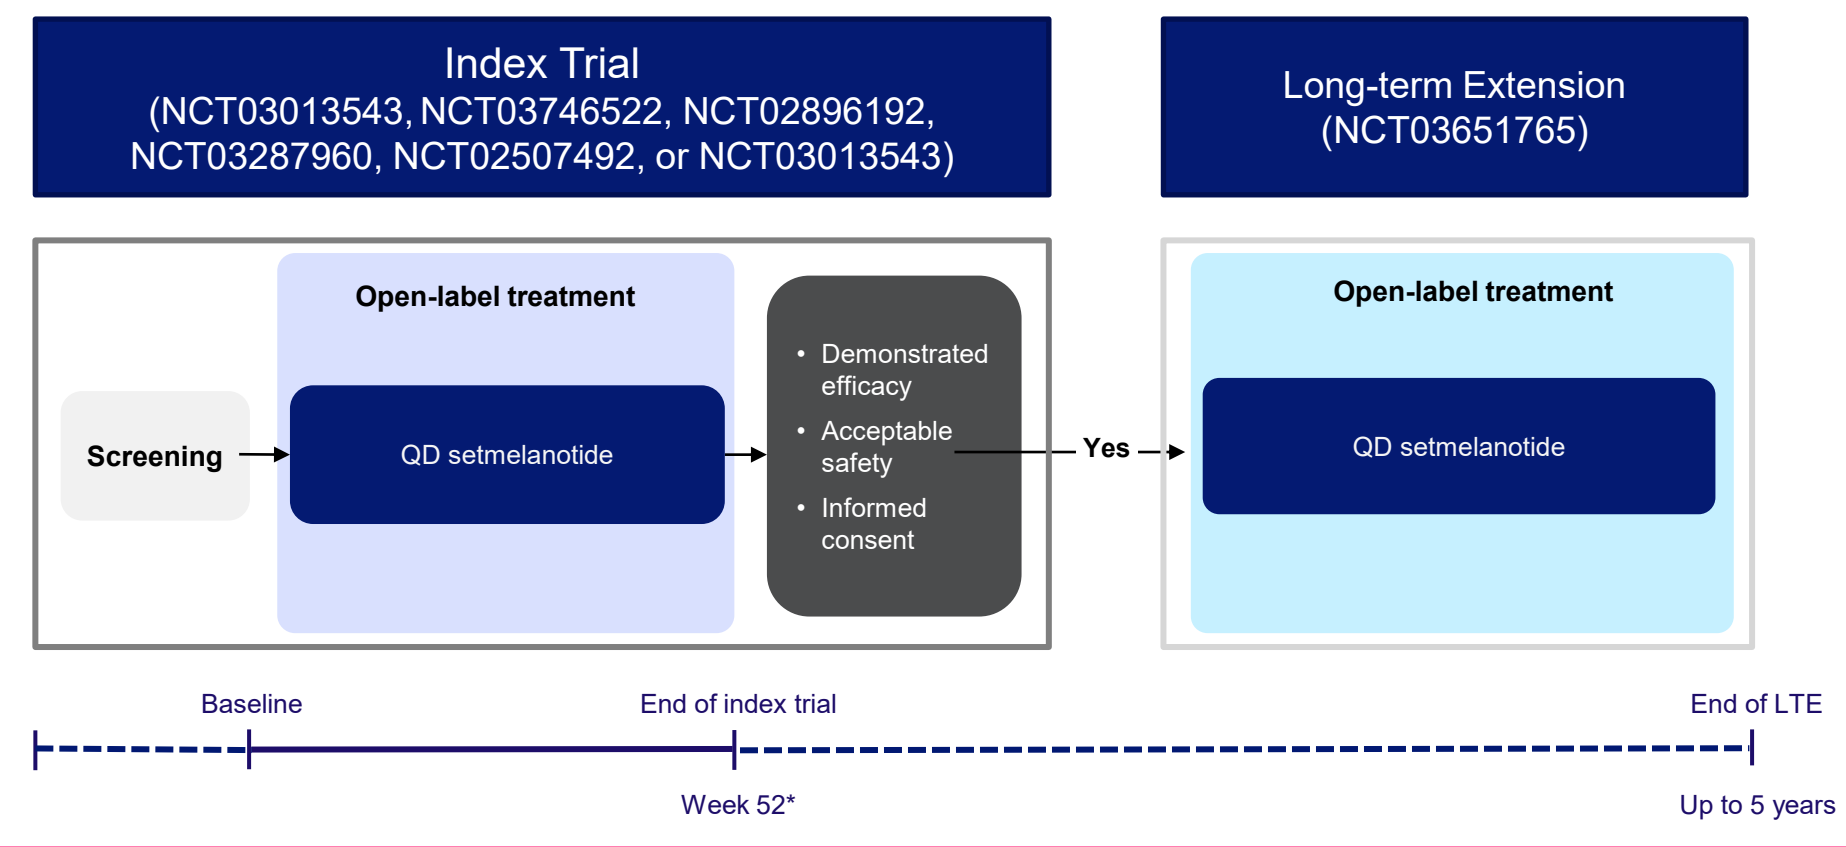 Index Trial
(NCT03013543, NCT03746522, NCT02896192,
NCT03287960, NCT02507492, or NCT03013543)
Long-term Extension
(NCT03651765)
Open-label treatment
Screening
QD setmelanotide
• Demonstrated
efficacy
• Acceptable
safety
• Informed
consent
Yes
Open-label treatment
QD setmelanotide
Baseline
End of index trial
End of LTE
Week 52*
Up to 5 years